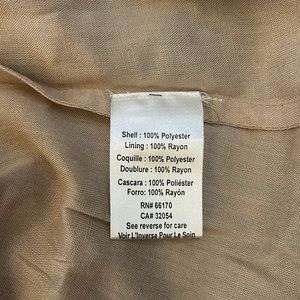 Shell : 100% Polyester
Lining : 100% Rayon
Coquille : 100% Polyester
Doublure : 100% Rayon
Cascara : 100% Poliéster
Forro: 100% Rayón
RN# 66170
CA# 32054
See reverse for care
Voir L'Inverse Pour Le Soin